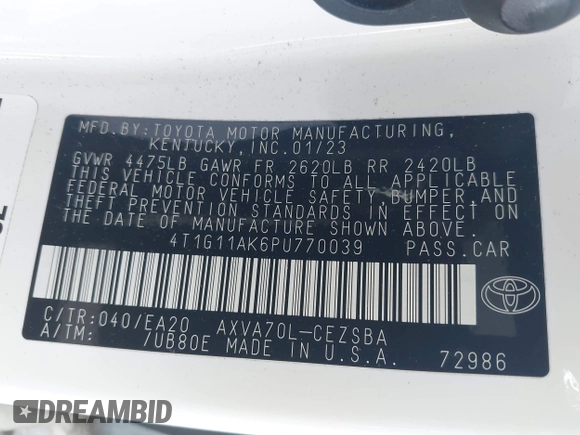 MFD.BY:TOYOTA MOTOR MANUFACTURING,
KENTUCKY, INC.01/23
GVWR 4475LB GAWR FR 2620LB RR 2420LB
THIS VEHICLE CONFORMS TO ALL APPLICABLE
FEDERAL MOTOR VEHICLE SAFETY,BUMPER,AND
THEFT PREVENTION STANDARDS IN EFFECT ON
THE DATE OF MANUFACTURE SHOWN ABOVE.
4T1G11AK6PU770039 PASS.CAR
C/TR:040/EA20 AXVA70L-CEZSBA
A/TM: /UB80E MADE IN U.S.A. 72986
DREAMBID